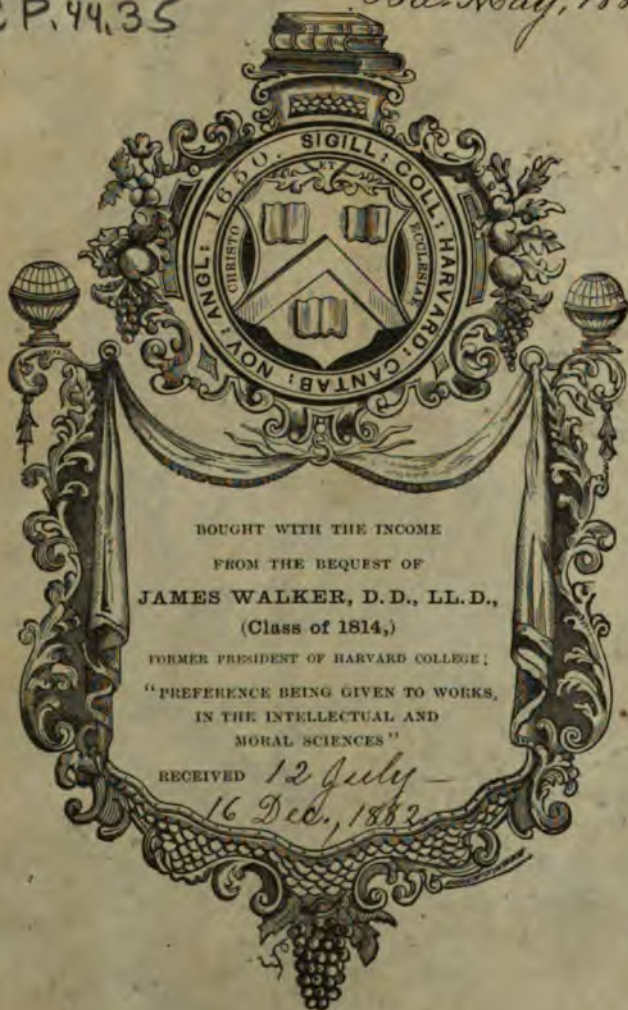 P.44.35
May, 188
SIGILL: COLL: HARVARD: CANTAB: NOV: ANGL: 1650.
ET
CHRISTO
ECCLESIAE
BOUGHT WITH THE INCOME
FROM THE BEQUEST OF
JAMES WALKER, D.D., LL.D.,
(Class of 1814,)
FORMER PRESIDENT OF HARVARD COLLEGE;
"PREFERENCE BEING GIVEN TO WORKS,
IN THE INTELLECTUAL AND
MORAL SCIENCES"
RECEIVED 12 July –
16 Dec., 1882.